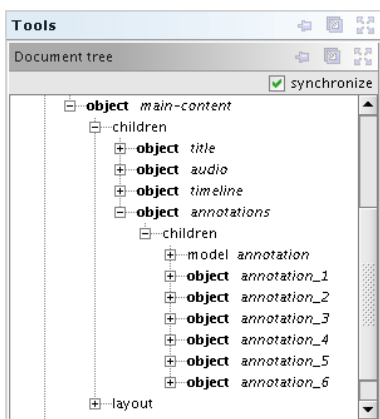 Tools
Document tree
synchronize
object main-content
children
object title
object audio
object timeline
object annotations
children
model annotation
object annotation_1
object annotation_2
object annotation_3
object annotation_4
object annotation_5
object annotation_6
layout